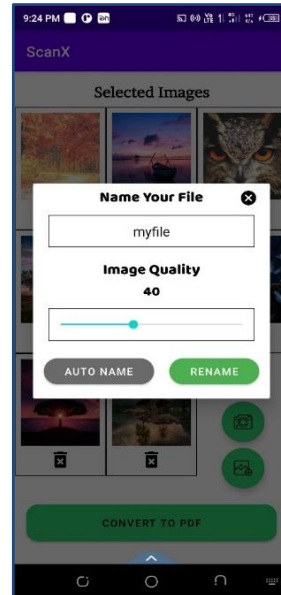 9:24 PM
ScanX
Selected Images
Name Your File
myfile
Image Quality
40
AUTO NAME
RENAME
CONVERT TO PDF